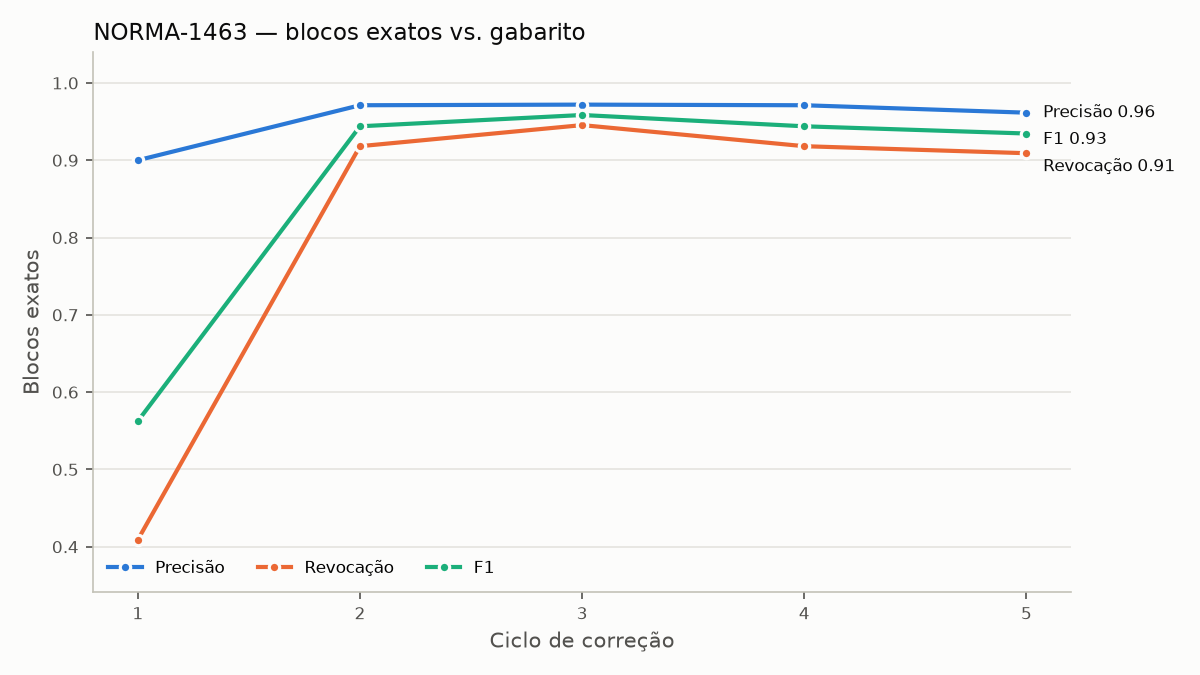 NORMA-1463 — blocos exatos vs. gabarito
Blocos exatos
1.0
0.9
0.8
0.7
0.6
0.5
0.4
Precisão 0.96
F1 0.93
Revocação 0.91
Precisão
Revocação
F1
1
2
3
4
5
Ciclo de correção